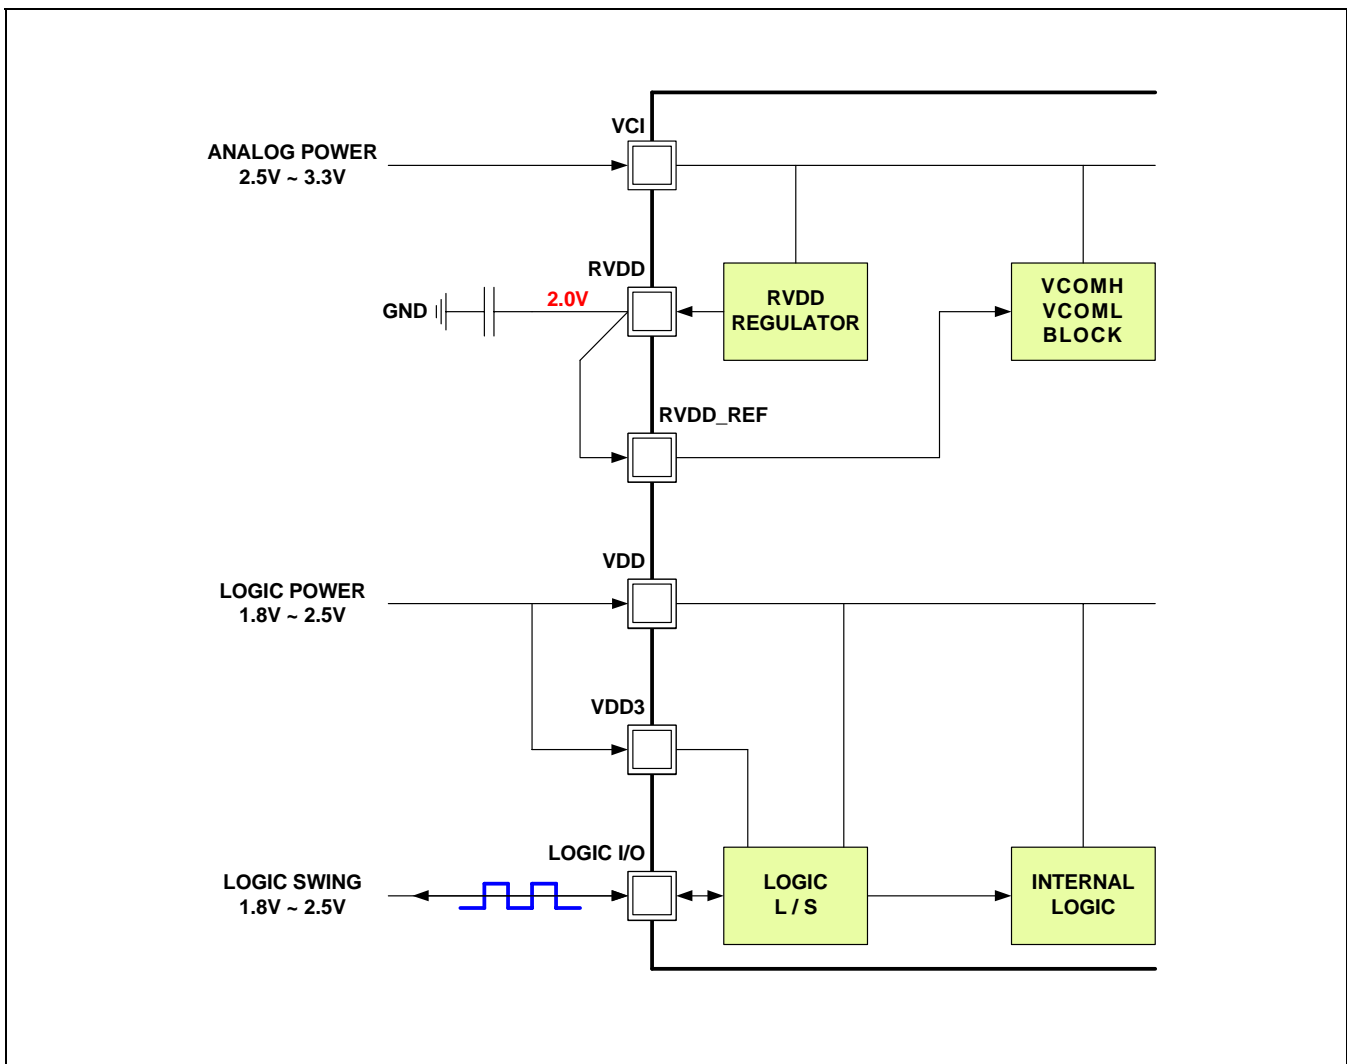 VCI
ANALOG POWER
2.5V ~ 3.3V
RVDD
GND
2.0V
RVDD
REGULATOR
VCOMH
VCOML
BLOCK
RVDD_REF
VDD
LOGIC POWER
1.8V ~ 2.5V
VDD3
LOGIC I/O
LOGIC SWING
1.8V ~ 2.5V
LOGIC
L / S
INTERNAL
LOGIC